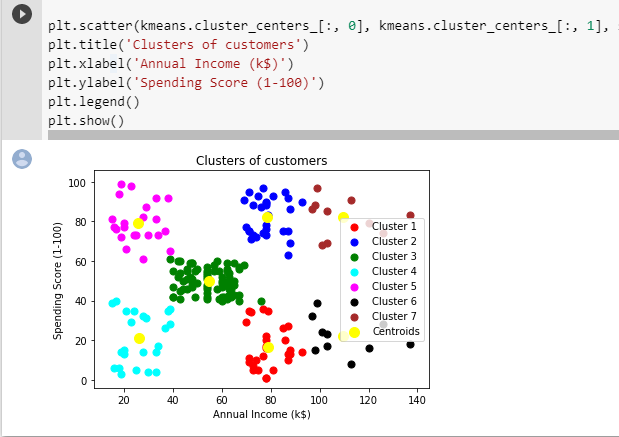 plt.scatter(kmeans.cluster_centers_[:, 0], kmeans.cluster_centers_[:, 1],
plt.title('Clusters of customers')
plt.xlabel('Annual Income (k$)')
plt.ylabel('Spending Score (1-100)')
plt.legend()
plt.show()
Clusters of customers
Spending Score (1-100)
100
80
60
40
20
0
Cluster 1
Cluster 2
Cluster 3
Cluster 4
Cluster 5
Cluster 6
Cluster 7
Centroids
20 40 60 80 100 120 140
Annual Income (k$)